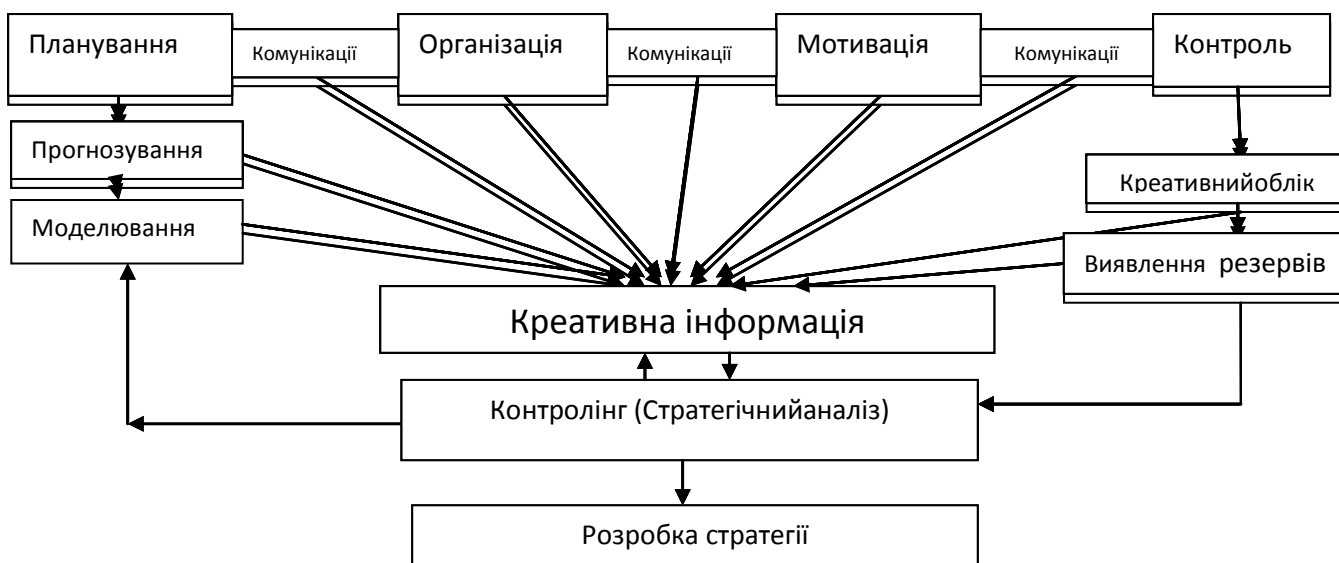 Планування
Комунікації
Організація
Комунікації
Мотивація
Комунікації
Контроль
Прогнозування
Креативнийоблік
Моделювання
Виявлення резервів
Креативна інформація
Контролінг (Стратегічнийаналіз)
Розробка стратегії